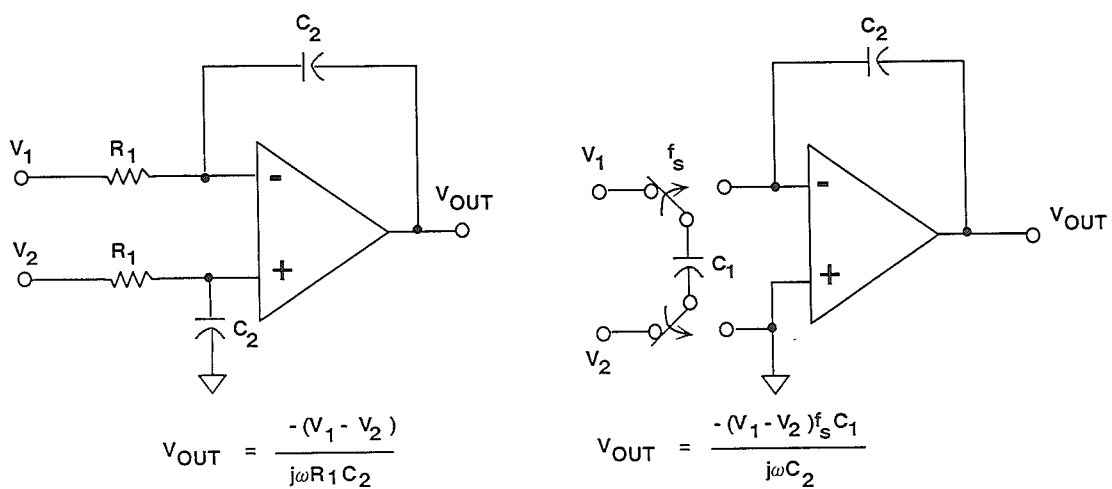 C2
V1
R1
-
VOUT
V2
R1
+
C2
VOUT = -(V1 - V2) / jωR1C2
C2
V1
fs
-
VOUT
C1
+
V2
VOUT = -(V1 - V2)fsC1 / jωC2